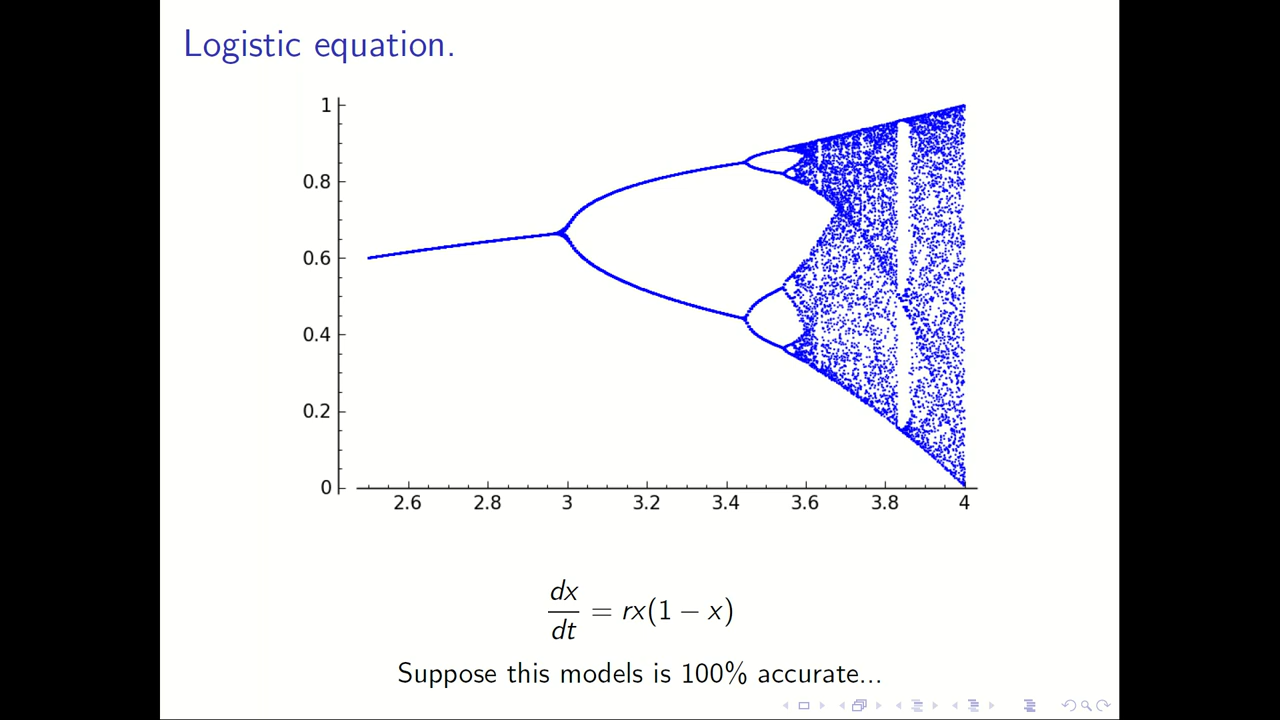 Logistic equation.
1
0.8
0.6
0.4
0.2
0
2.6 2.8 3 3.2 3.4 3.6 3.8 4
dx/dt = rx(1 − x)
Suppose this models is 100% accurate...